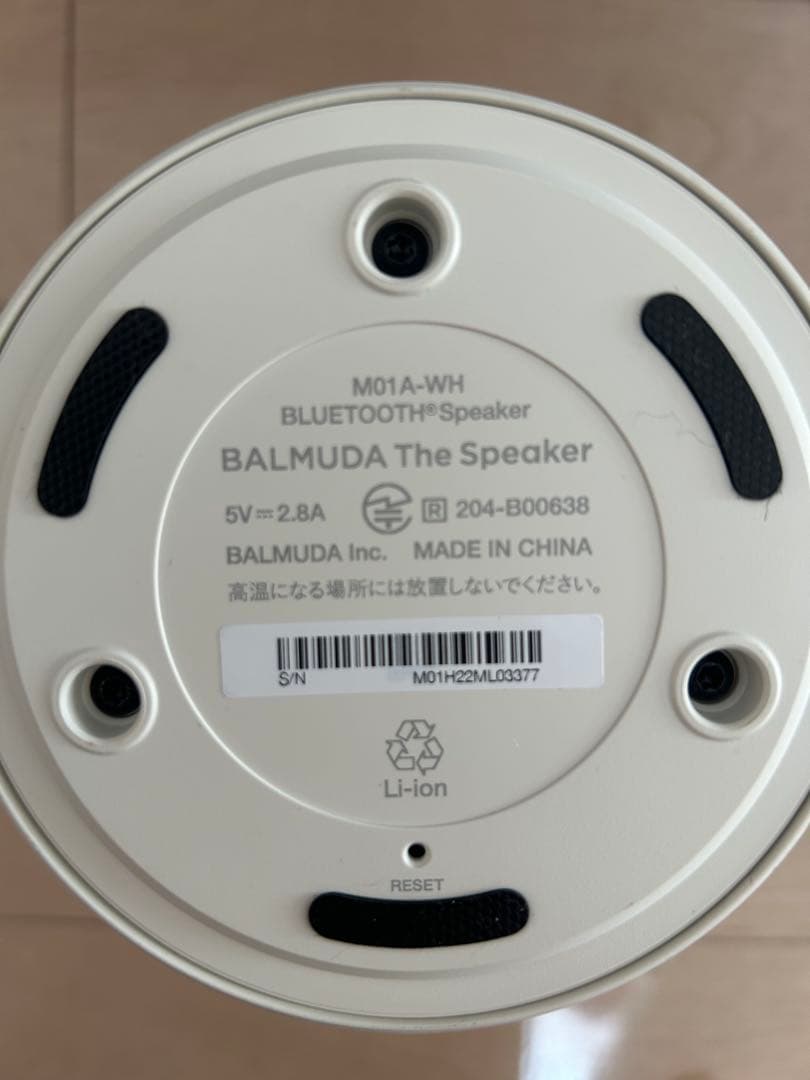 M01A-WH
BLUETOOTH®Speaker
BALMUDA The Speaker
5V⎓2.8A R 204-B00638
BALMUDA Inc. MADE IN CHINA
高温になる場所には放置しないでください。
S/N M01H22ML03377
Li-ion
RESET